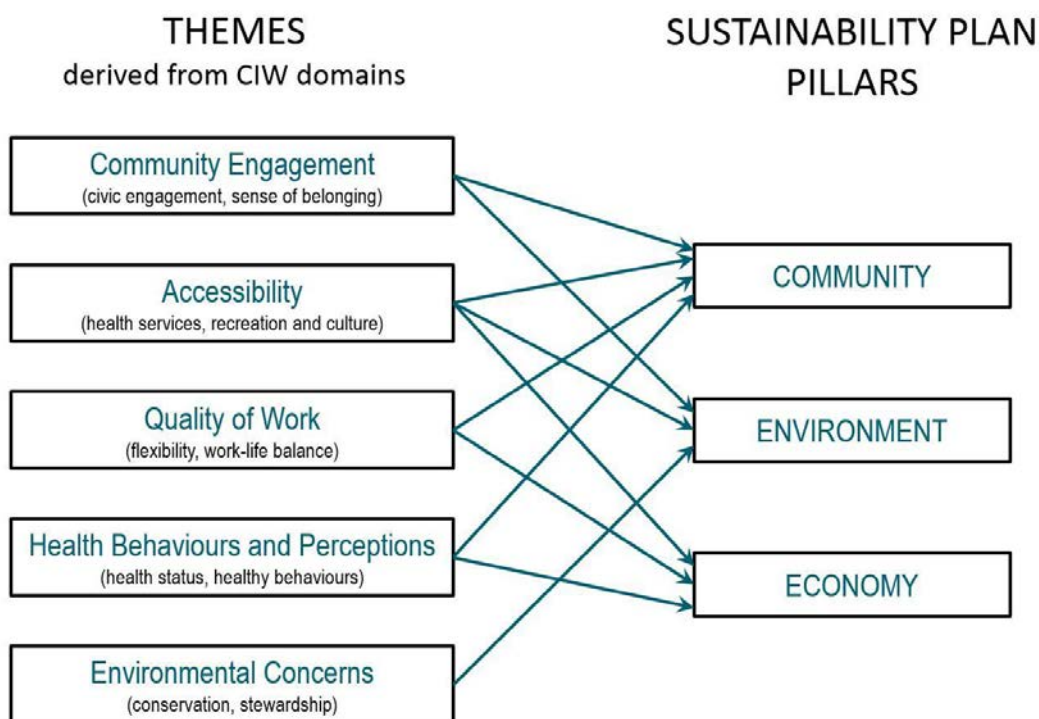 THEMES
derived from CIW domains
SUSTAINABILITY PLAN
PILLARS
Community Engagement
(civic engagement, sense of belonging)
Accessibility
(health services, recreation and culture)
Quality of Work
(flexibility, work-life balance)
Health Behaviours and Perceptions
(health status, healthy behaviours)
Environmental Concerns
(conservation, stewardship)
COMMUNITY
ENVIRONMENT
ECONOMY